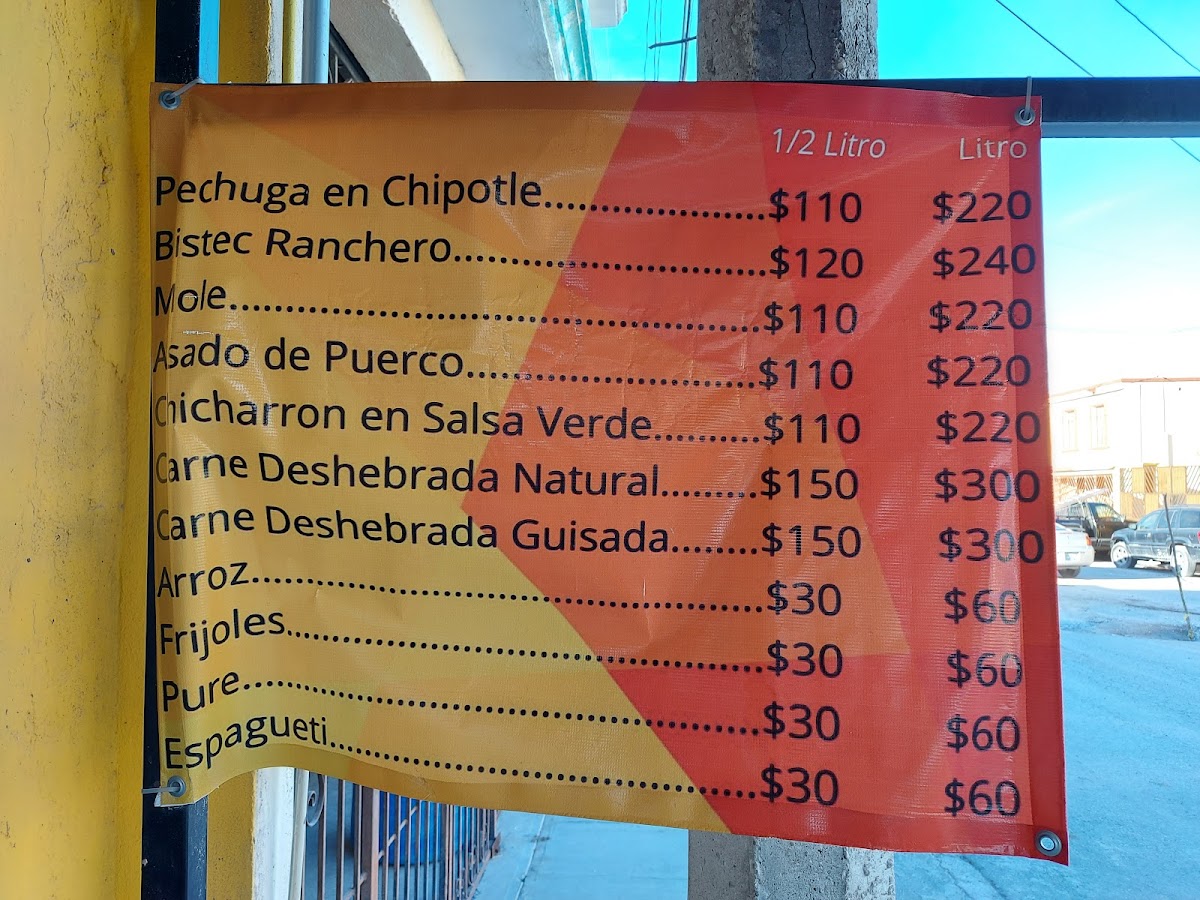 1/2 Litro Litro
Pechuga en Chipotle...................$110 $220
Bistec Ranchero...........................$120 $240
Mole..............................................$110 $220
Asado de Puerco.........................$110 $220
Chicharron en Salsa Verde..........$110 $220
Carne Deshebrada Natural.........$150 $300
Carne Deshebrada Guisada........$150 $300
Arroz.............................................$30 $60
Frijoles..........................................$30 $60
Pure..............................................$30 $60
Espagueti......................................$30 $60